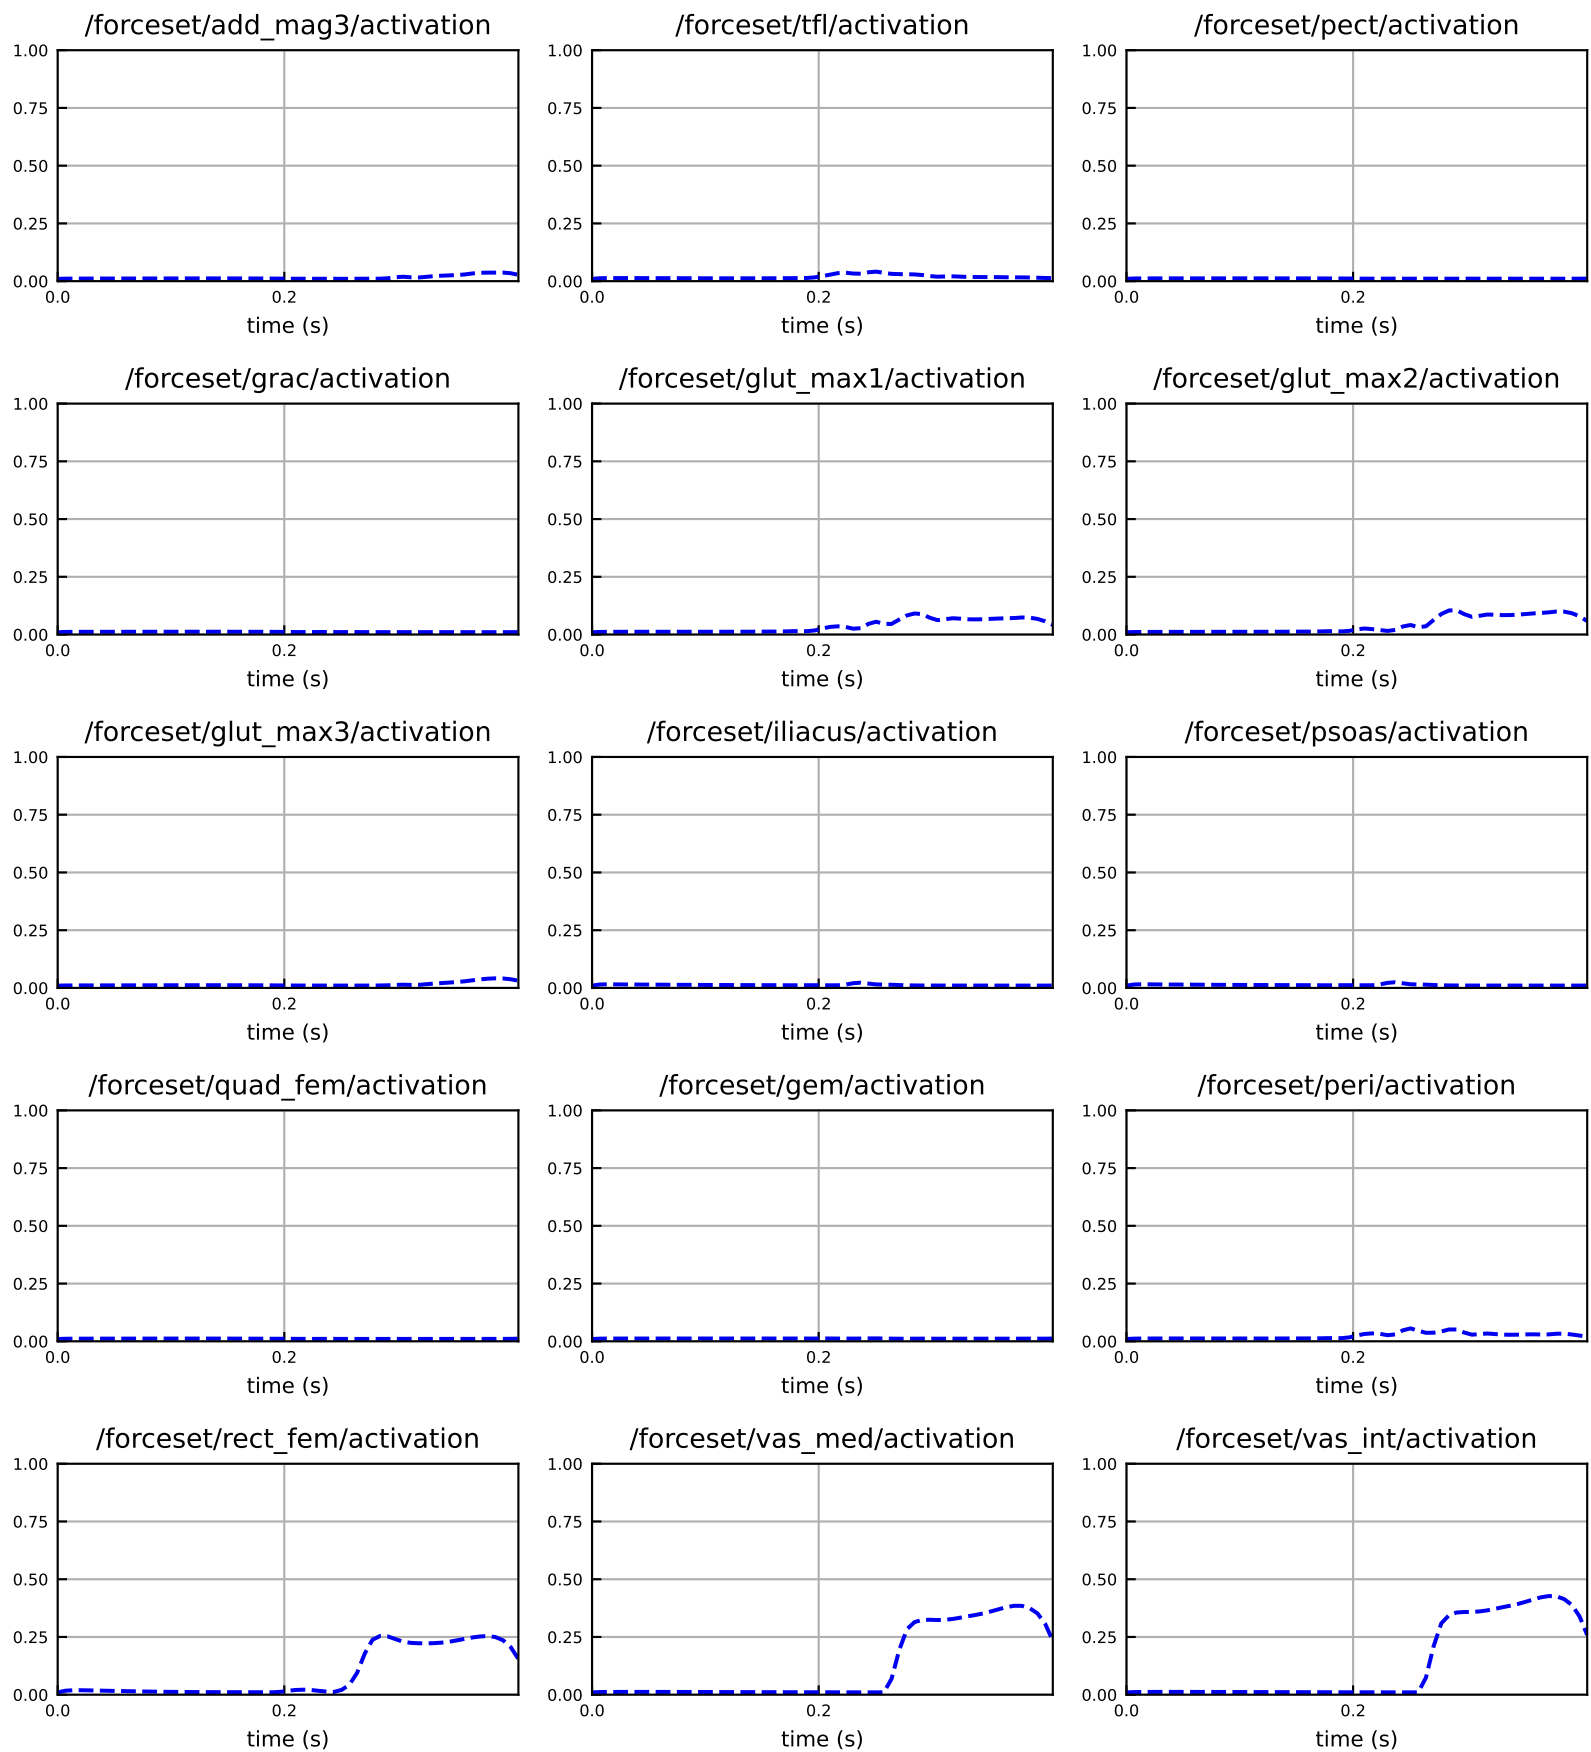 /forceset/add_mag3/activation /forceset/tfl/activation /forceset/pect/activation
1.00 1.00 1.00
0.75 0.75 0.75
0.50 0.50 0.50
0.25 0.25 0.25
0.00 0.00 0.00
0.0 0.2 0.0 0.2 0.0 0.2
time (s) time (s) time (s)
/forceset/grac/activation /forceset/glut_max1/activation /forceset/glut_max2/activation
1.00 1.00 1.00
0.75 0.75 0.75
0.50 0.50 0.50
0.25 0.25 0.25
0.00 0.00 0.00
0.0 0.2 0.0 0.2 0.0 0.2
time (s) time (s) time (s)
/forceset/glut_max3/activation /forceset/iliacus/activation /forceset/psoas/activation
1.00 1.00 1.00
0.75 0.75 0.75
0.50 0.50 0.50
0.25 0.25 0.25
0.00 0.00 0.00
0.0 0.2 0.0 0.2 0.0 0.2
time (s) time (s) time (s)
/forceset/quad_fem/activation /forceset/gem/activation /forceset/peri/activation
1.00 1.00 1.00
0.75 0.75 0.75
0.50 0.50 0.50
0.25 0.25 0.25
0.00 0.00 0.00
0.0 0.2 0.0 0.2 0.0 0.2
time (s) time (s) time (s)
/forceset/rect_fem/activation /forceset/vas_med/activation /forceset/vas_int/activation
1.00 1.00 1.00
0.75 0.75 0.75
0.50 0.50 0.50
0.25 0.25 0.25
0.00 0.00 0.00
0.0 0.2 0.0 0.2 0.0 0.2
time (s) time (s) time (s)